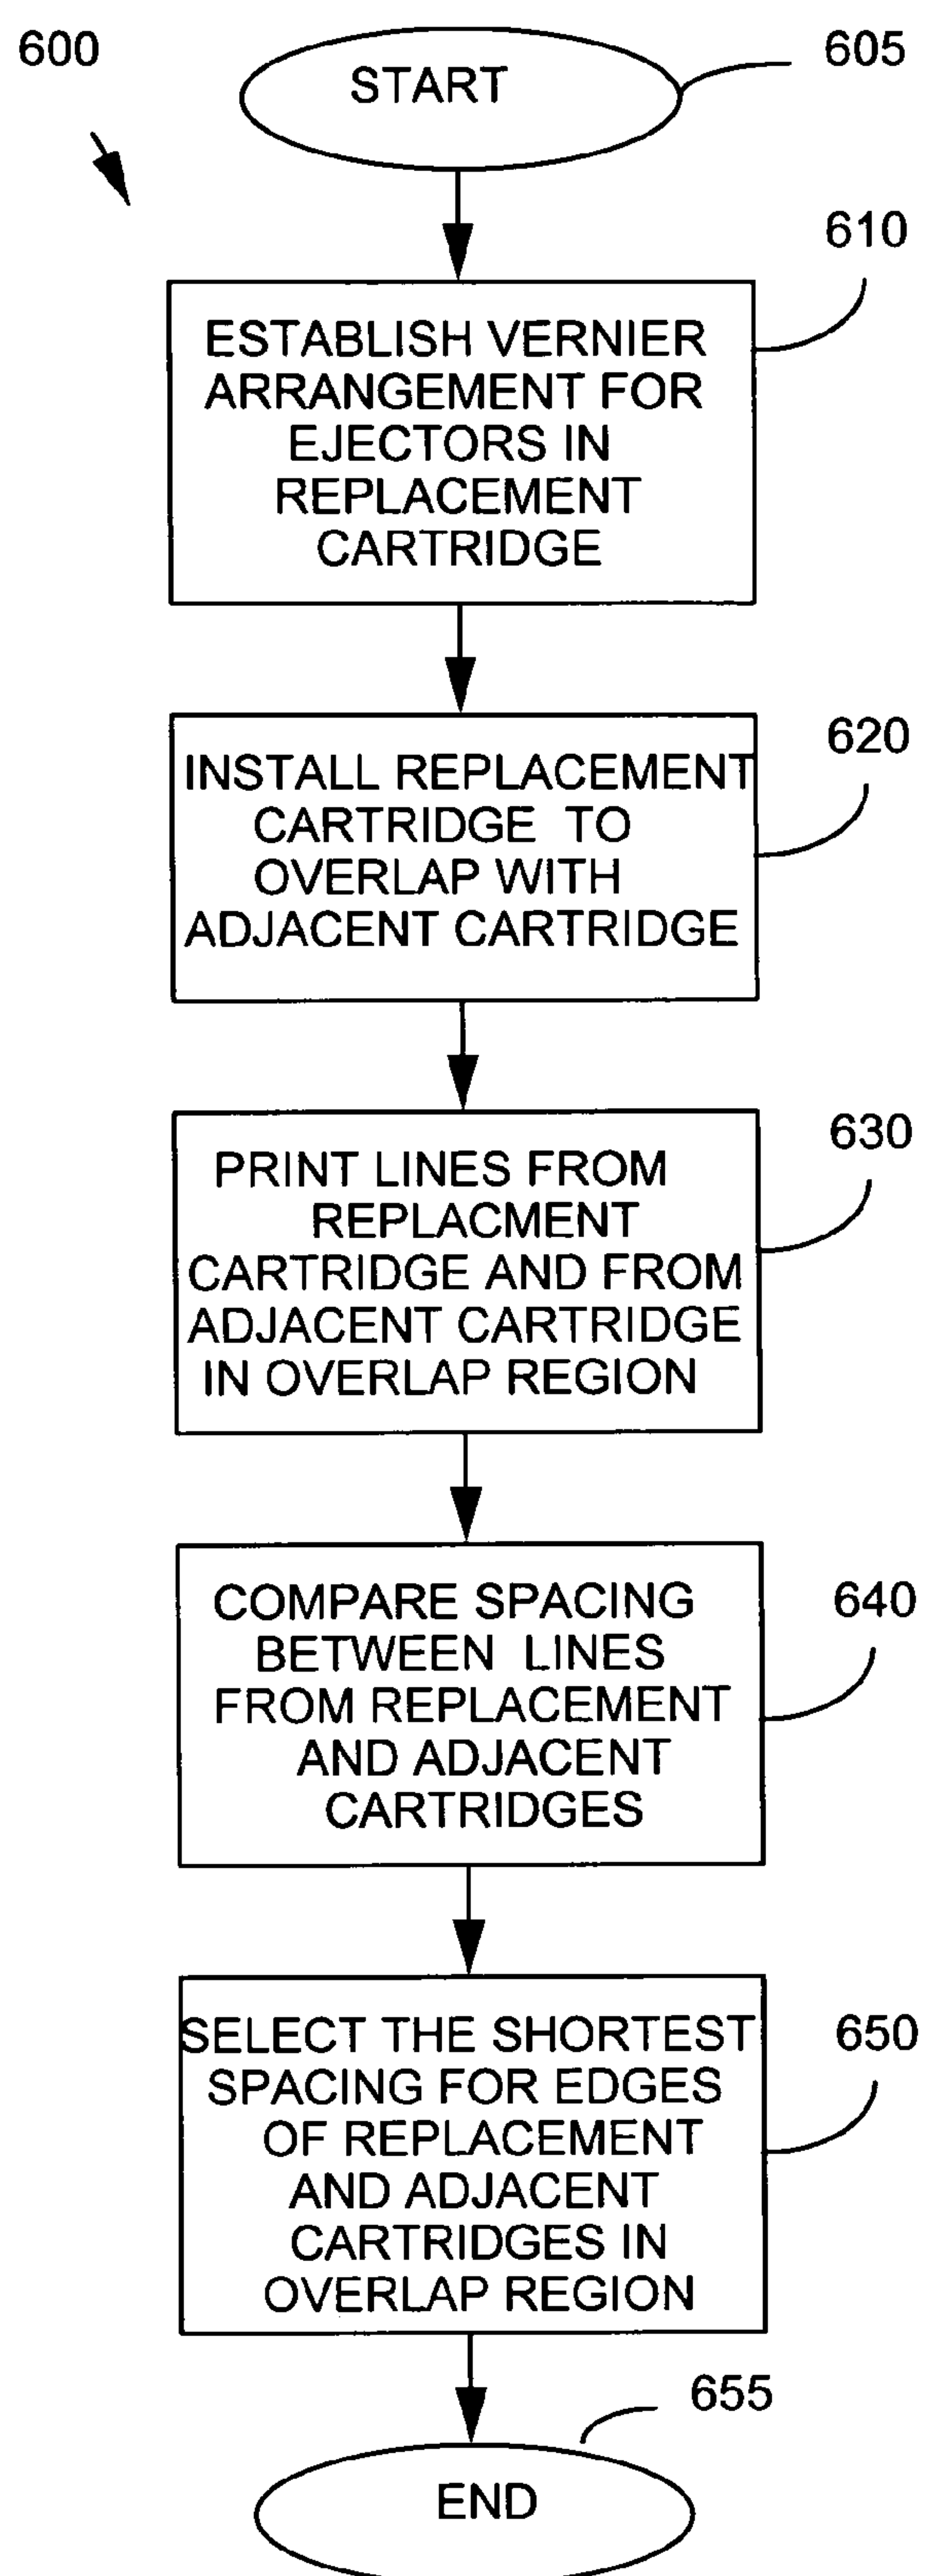 600
START
605
610
ESTABLISH VERNIER
ARRANGEMENT FOR
EJECTORS IN
REPLACEMENT
CARTRIDGE
620
INSTALL REPLACEMENT
CARTRIDGE TO
OVERLAP WITH
ADJACENT CARTRIDGE
630
PRINT LINES FROM
REPLACMENT
CARTRIDGE AND FROM
ADJACENT CARTRIDGE
IN OVERLAP REGION
640
COMPARE SPACING
BETWEEN LINES
FROM REPLACEMENT
AND ADJACENT
CARTRIDGES
650
SELECT THE SHORTEST
SPACING FOR EDGES
OF REPLACEMENT
AND ADJACENT
CARTRIDGES IN
OVERLAP REGION
655
END